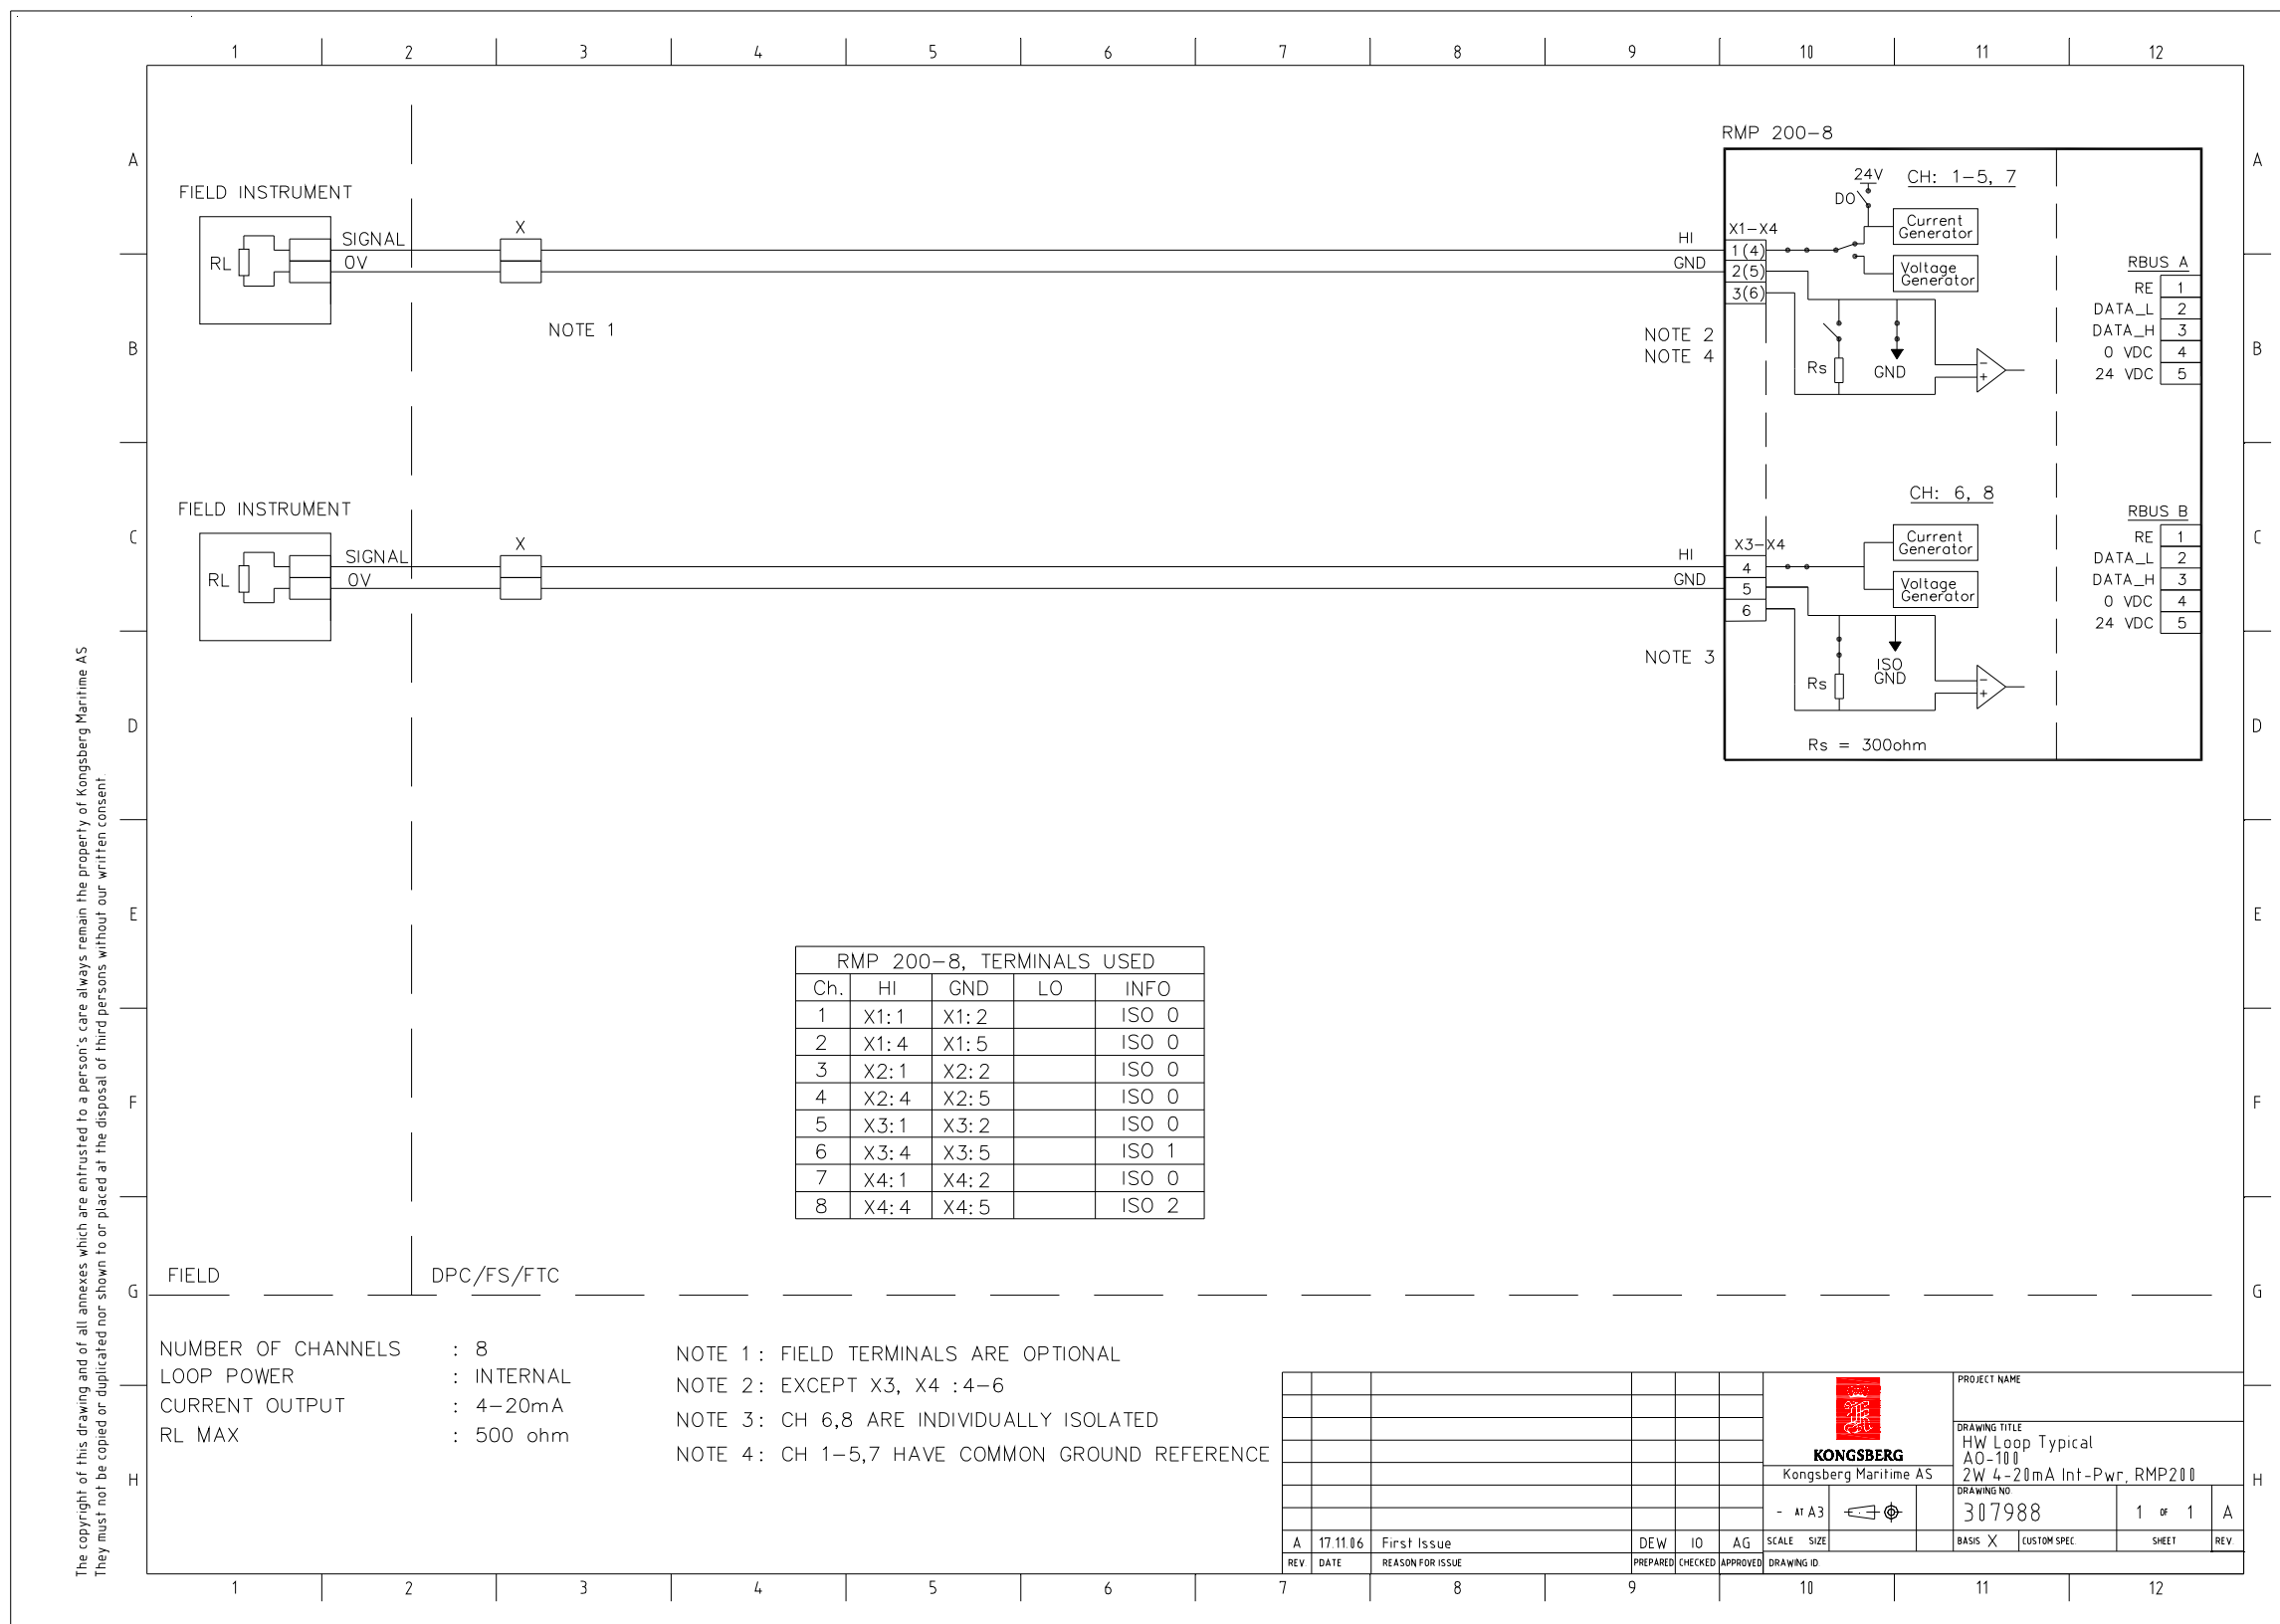 1 2 3 4 5 6 7 8 9 10 11 12
A
B
C
D
E
F
G
H
A
B
C
D
E
F
G
H
The copyright of this drawing and of all annexes which are entrusted to a person's care always remain the property of Kongsberg Maritime AS
They must not be copied or duplicated nor shown to or placed at the disposal of third persons without our written consent.
FIELD INSTRUMENT
RL
SIGNAL
0V
X
NOTE 1
HI
GND
NOTE 2
NOTE 4
RMP 200-8
X1-X4
1(4)
2(5)
3(6)
24V
DO
CH: 1-5, 7
Current
Generator
Voltage
Generator
Rs
GND
-
+
RBUS A
RE 1
DATA_L 2
DATA_H 3
0 VDC 4
24 VDC 5
FIELD INSTRUMENT
RL
SIGNAL
0V
X
HI
GND
NOTE 3
X3-X4
4
5
6
CH: 6, 8
Current
Generator
Voltage
Generator
Rs
ISO
GND
-
+
Rs = 300ohm
RBUS B
RE 1
DATA_L 2
DATA_H 3
0 VDC 4
24 VDC 5
RMP 200-8, TERMINALS USED
Ch. HI GND LO INFO
1 X1:1 X1:2 ISO 0
2 X1:4 X1:5 ISO 0
3 X2:1 X2:2 ISO 0
4 X2:4 X2:5 ISO 0
5 X3:1 X3:2 ISO 0
6 X3:4 X3:5 ISO 1
7 X4:1 X4:2 ISO 0
8 X4:4 X4:5 ISO 2
FIELD
DPC/FS/FTC
NUMBER OF CHANNELS : 8
LOOP POWER : INTERNAL
CURRENT OUTPUT : 4-20mA
RL MAX : 500 ohm
NOTE 1: FIELD TERMINALS ARE OPTIONAL
NOTE 2: EXCEPT X3, X4 :4-6
NOTE 3: CH 6,8 ARE INDIVIDUALLY ISOLATED
NOTE 4: CH 1-5,7 HAVE COMMON GROUND REFERENCE
A 17.11.06 First Issue DEW IO AG
REV. DATE REASON FOR ISSUE PREPARED CHECKED APPROVED
KONGSBERG
Kongsberg Maritime AS
- AT A3
SCALE SIZE
DRAWING ID.
PROJECT NAME
DRAWING TITLE
HW Loop Typical
AO-100
2W 4-20mA Int-Pwr, RMP200
DRAWING NO.
307988
1 OF 1
A
BASIS X
CUSTOM SPEC.
SHEET
REV.
1 2 3 4 5 6 7 8 9 10 11 12